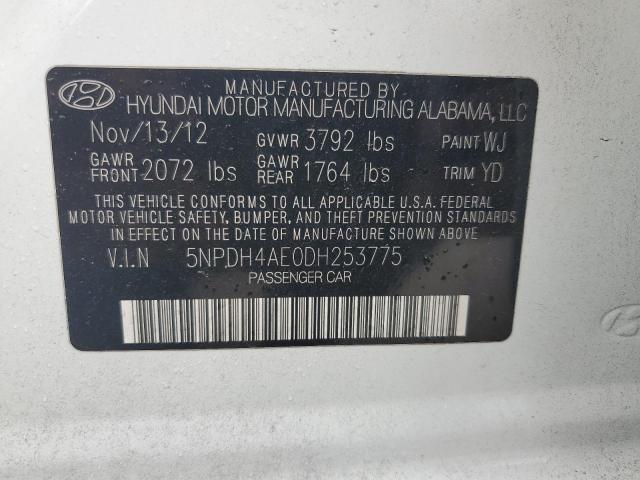 MANUFACTURED BY
HYUNDAI MOTOR MANUFACTURING ALABAMA, LLC
Nov/13/12 GVWR 3792 lbs PAINT WJ
GAWR FRONT 2072 lbs GAWR REAR 1764 lbs TRIM YD
THIS VEHICLE CONFORMS TO ALL APPLICABLE U.S.A. FEDERAL
MOTOR VEHICLE SAFETY, BUMPER, AND THEFT PREVENTION STANDARDS
IN EFFECT ON THE DATE OF MANUFACTURE SHOWN ABOVE.
V.I.N 5NPDH4AE0DH253775
PASSENGER CAR